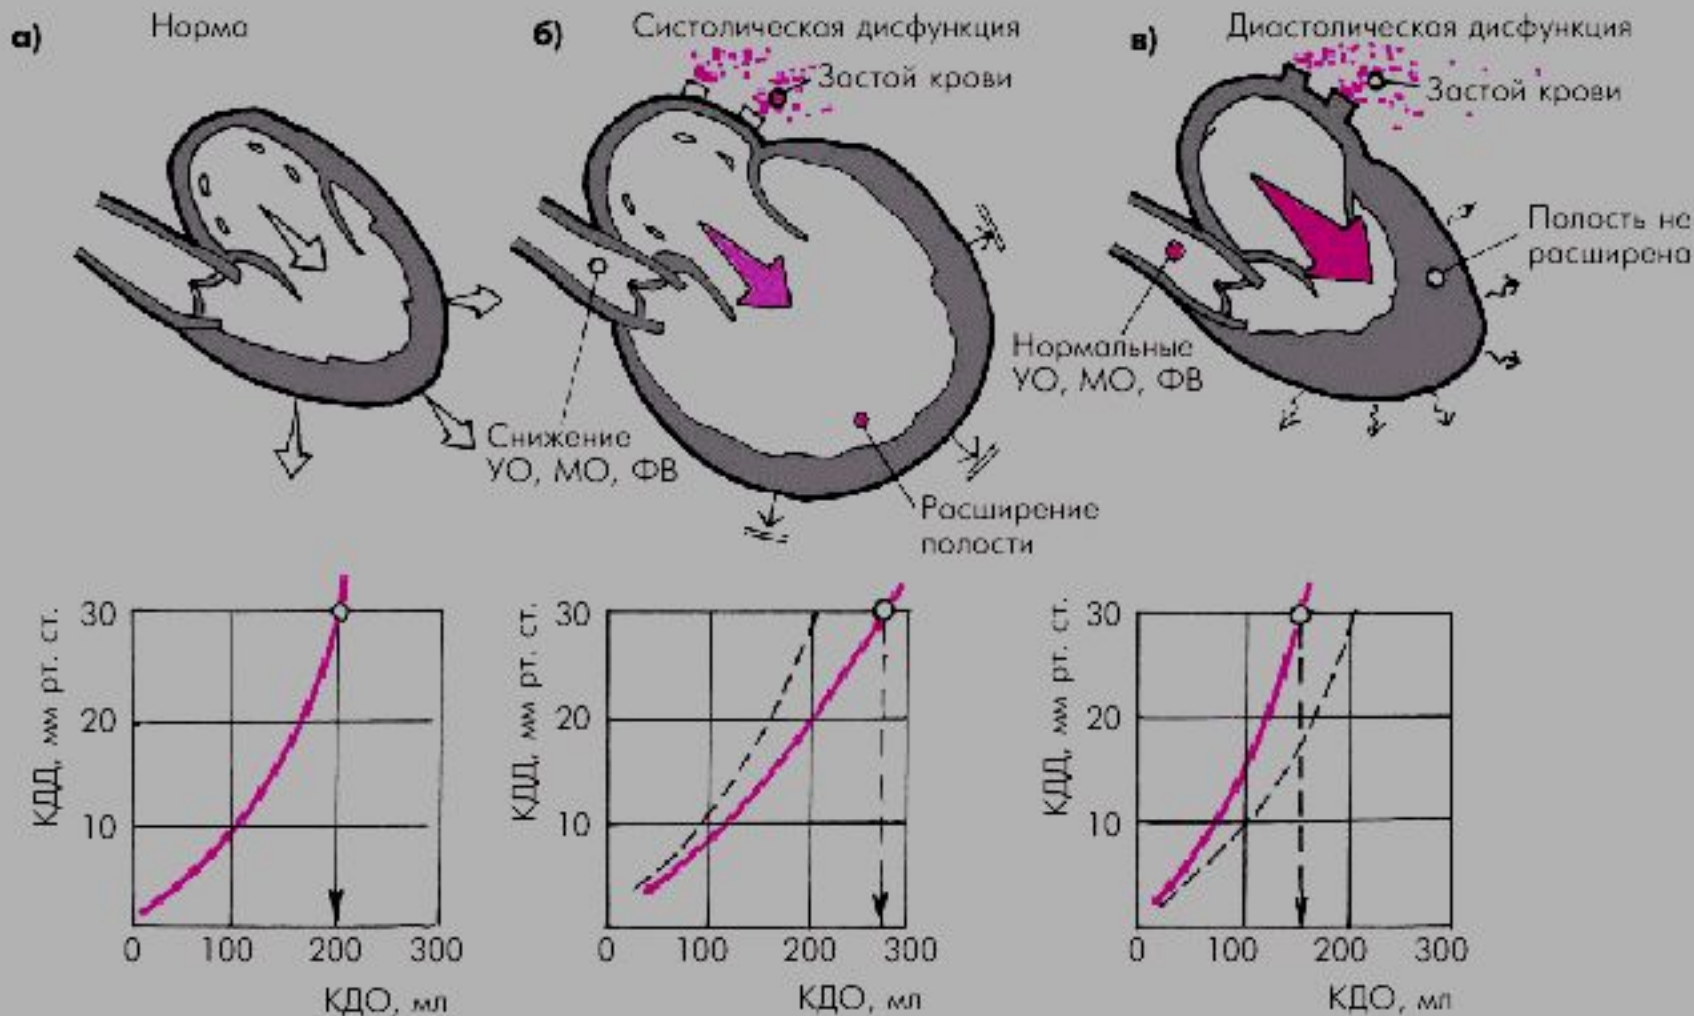 а) Норма
б) Систолическая дисфункция
Застой крови
в) Диастолическая дисфункция
Застой крови
Полость не
расширена
Нормальные
УО, МО, ФВ
Снижение
УО, МО, ФВ
Расширение
полости
КДД, мм рт. ст.
30
20
10
0 100 200 300
КДО, мл
КДД, мм рт. ст.
30
20
10
0 100 200 300
КДО, мл
КДД, мм рт. ст.
30
20
10
0 100 200 300
КДО, мл